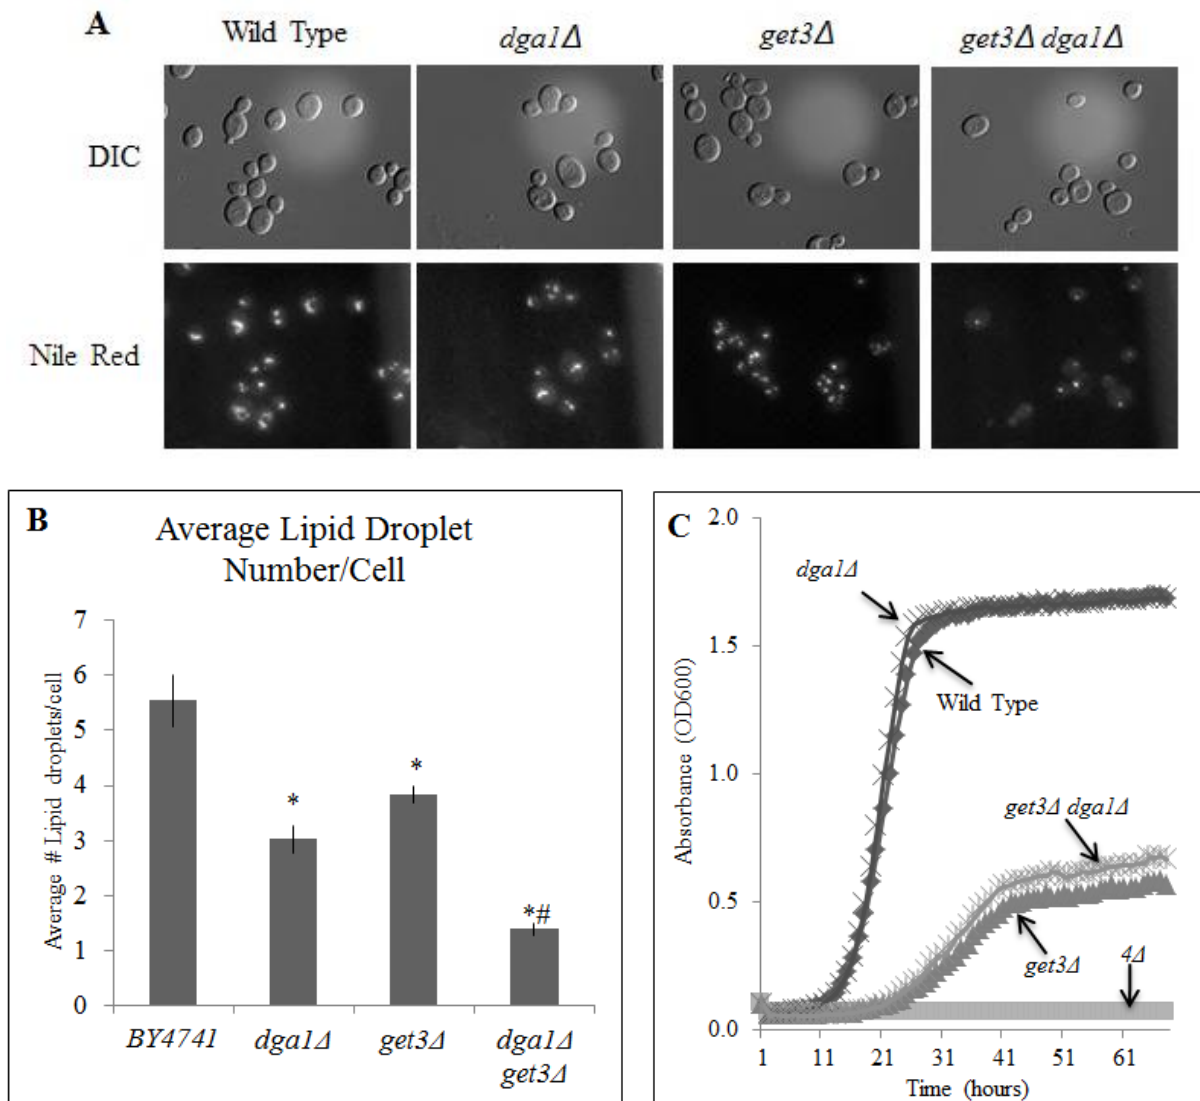 A
Wild Type
dga1Δ
get3Δ
get3Δ dga1Δ
DIC
Nile Red
B
Average Lipid Droplet
Number/Cell
Average # Lipid droplets/cell
7
6
5
4
3
2
1
0
*
*
*#
BY4741
dga1Δ
get3Δ
dga1Δ
get3Δ
C
Absorbance (OD600)
2.0
1.5
1.0
0.5
0.0
dga1Δ
Wild Type
get3Δ dga1Δ
get3Δ
4Δ
1
11
21
31
41
51
61
Time (hours)